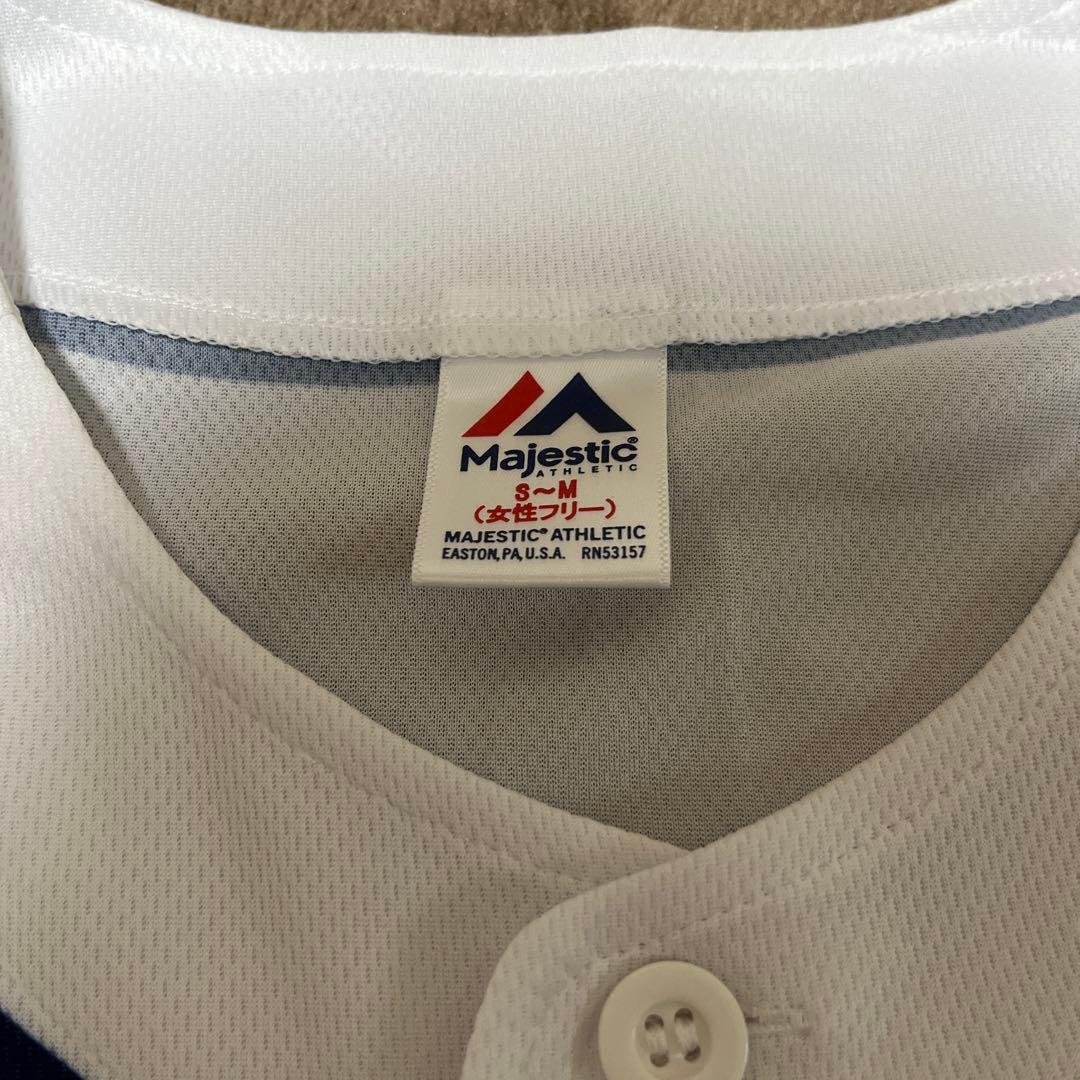 Majestic®
ATHLETIC
S～M
（女性フリー）
MAJESTIC® ATHLETIC
EASTON, PA, U.S.A. RN53157